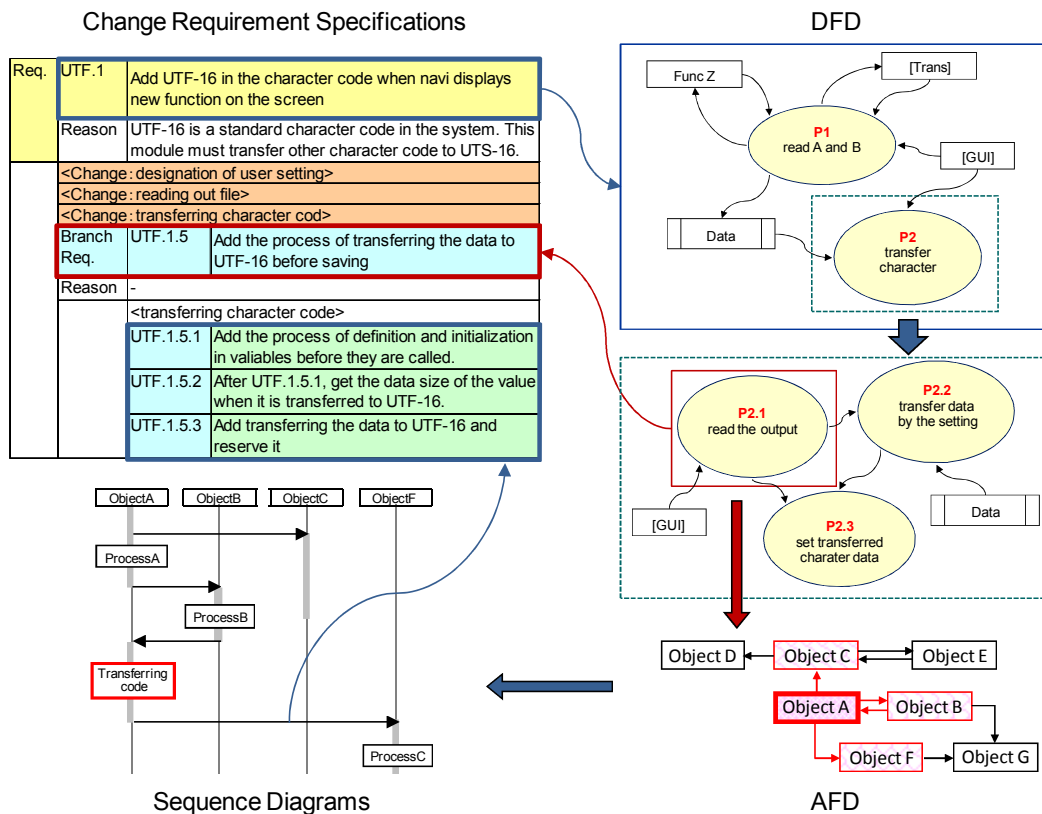 Change Requirement Specifications
Req.
UTF.1
Add UTF-16 in the character code when navi displays
new function on the screen
Reason
UTF-16 is a standard character code in the system. This
module must transfer other character code to UTS-16.
<Change:designation of user setting>
<Change:reading out file>
<Change:transferring character cod>
Branch
Req.
UTF.1.5
Add the process of transferring the data to
UTF-16 before saving
Reason
-
<transferring character code>
UTF.1.5.1
Add the process of definition and initialization
in valiables before they are called.
UTF.1.5.2
After UTF.1.5.1, get the data size of the value
when it is transferred to UTF-16.
UTF.1.5.3
Add transferring the data to UTF-16 and
reserve it
DFD
Func Z
[Trans]
P1
read A and B
[GUI]
Data
P2
transfer
character
P2.1
read the output
P2.2
transfer data
by the setting
[GUI]
Data
P2.3
set transferred
charater data
ObjectA
ObjectB
ObjectC
ObjectF
ProcessA
ProcessB
Transferring
code
ProcessC
Sequence Diagrams
Object D
Object C
Object E
Object A
Object B
Object F
Object G
AFD